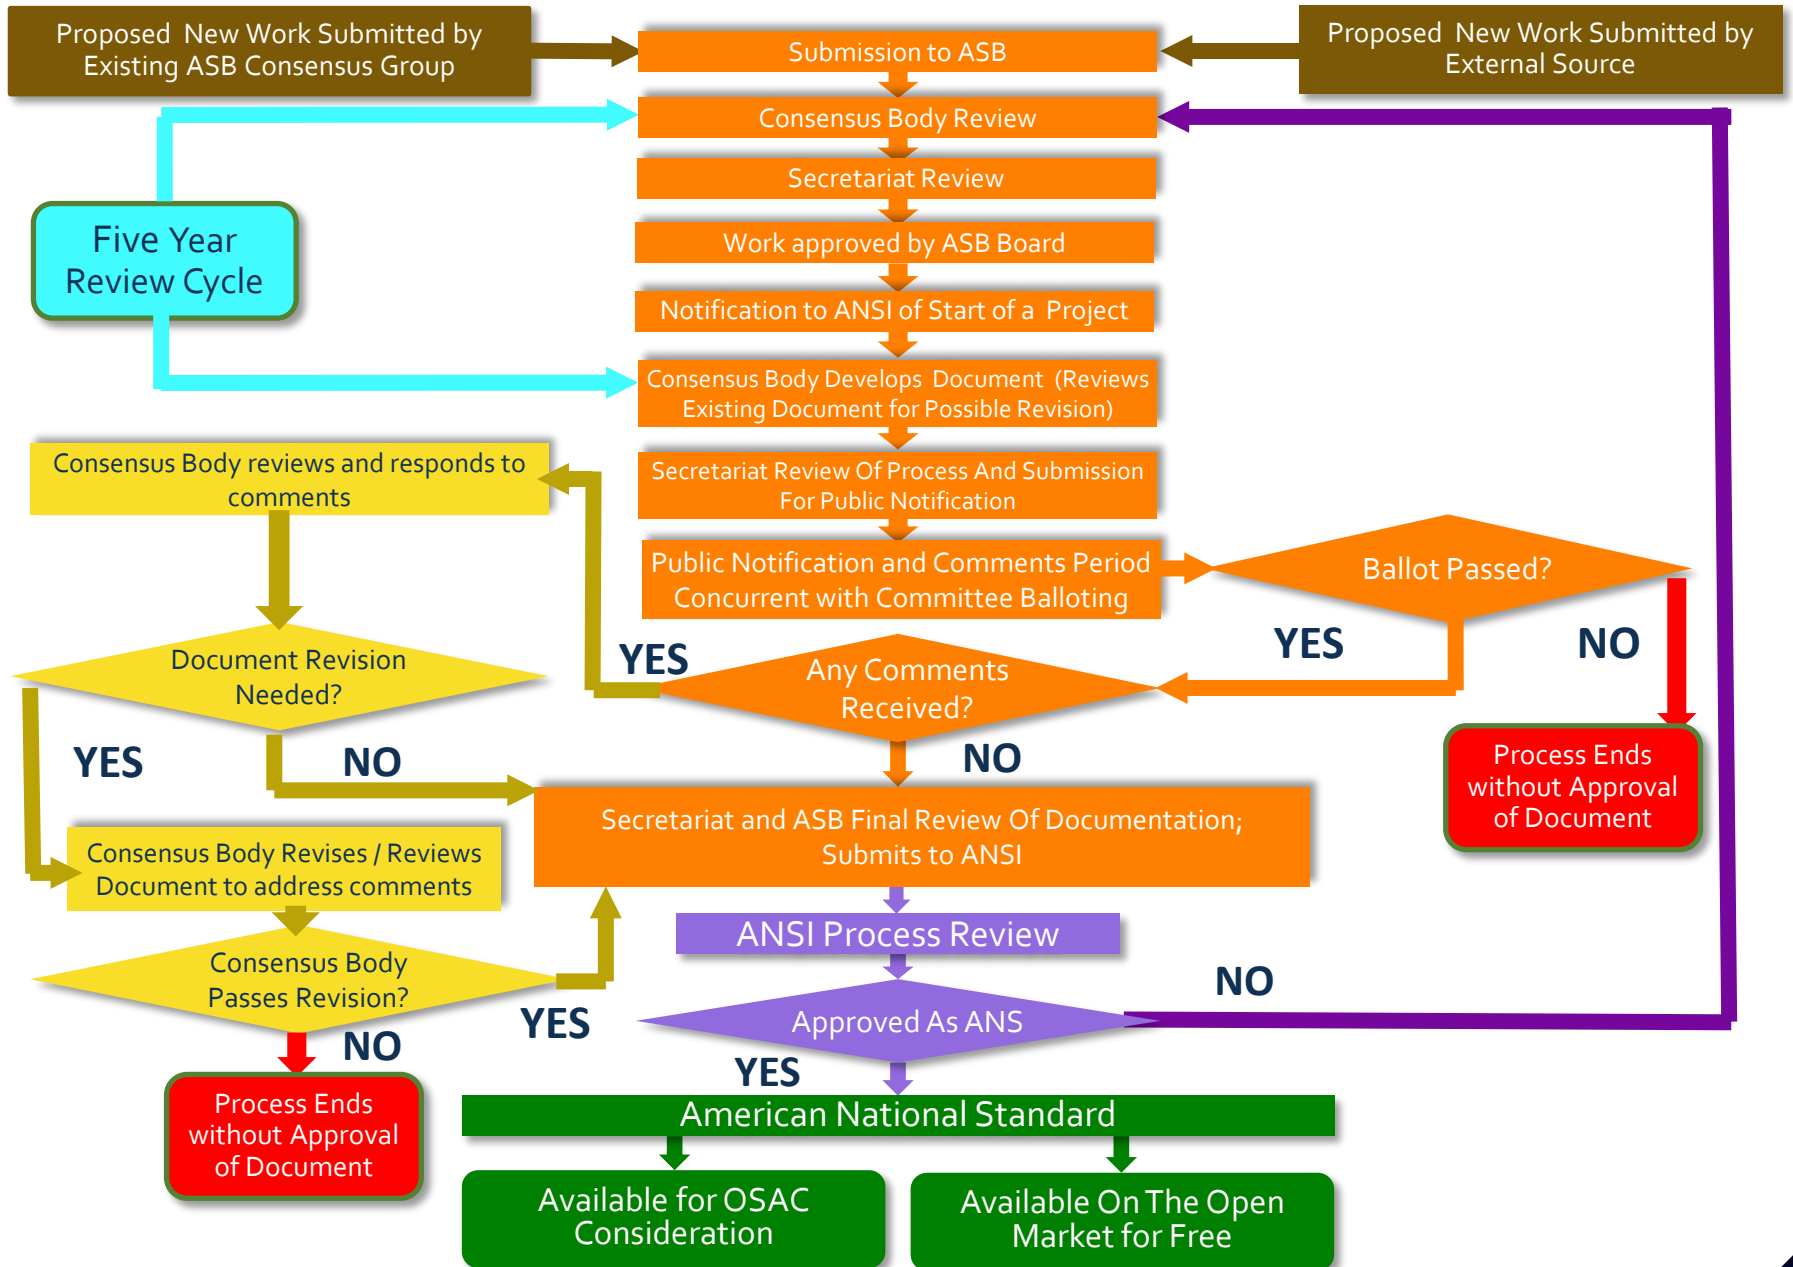 Proposed New Work Submitted by
Existing ASB Consensus Group
Submission to ASB
Proposed New Work Submitted by
External Source
Consensus Body Review
Secretariat Review
Five Year
Review Cycle
Work approved by ASB Board
Notification to ANSI of Start of a Project
Consensus Body Develops Document (Reviews
Existing Document for Possible Revision)
Consensus Body reviews and responds to
comments
Secretariat Review Of Process And Submission
For Public Notification
Public Notification and Comments Period
Concurrent with Committee Balloting
Ballot Passed?
YES
NO
Any Comments
Received?
YES
NO
Document Revision
Needed?
YES
NO
Process Ends
without Approval
of Document
Secretariat and ASB Final Review Of Documentation;
Submits to ANSI
Consensus Body Revises / Reviews
Document to address comments
ANSI Process Review
Consensus Body
Passes Revision?
YES
NO
Approved As ANS
NO
YES
Process Ends
without Approval
of Document
American National Standard
Available for OSAC
Consideration
Available On The Open
Market for Free